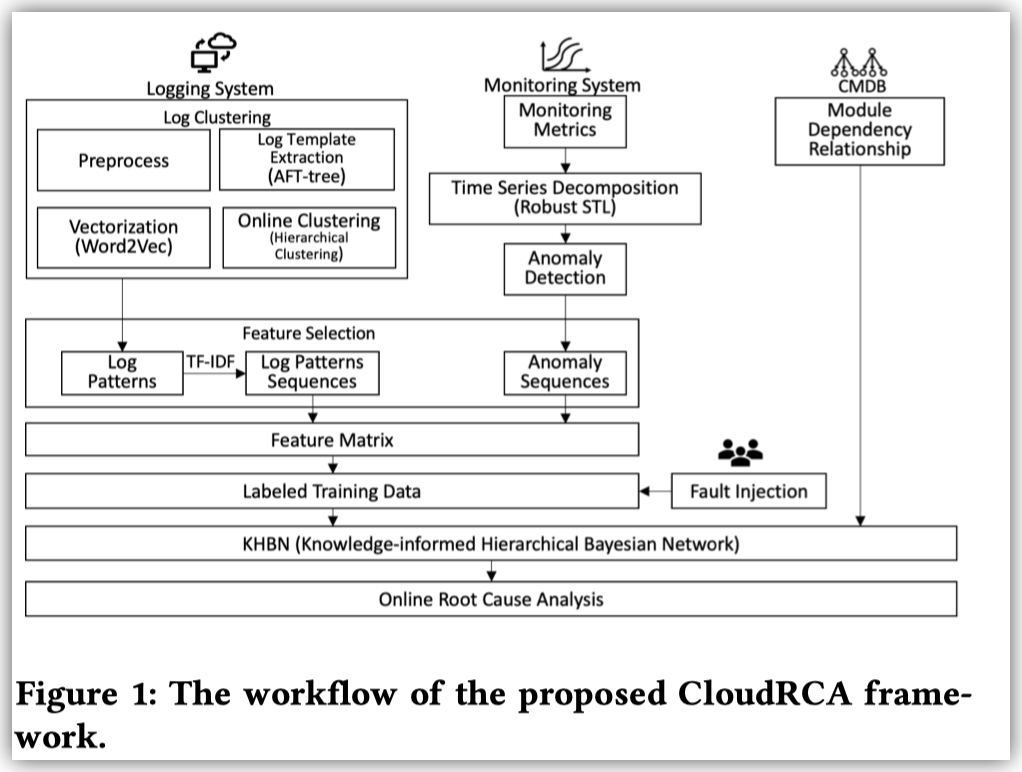 Logging System
Log Clustering
Preprocess
Log Template
Extraction
(AFT-tree)
Vectorization
(Word2Vec)
Online Clustering
(Hierarchical
Clustering)
Monitoring System
Monitoring
Metrics
Time Series Decomposition
(Robust STL)
Anomaly
Detection
CMDB
Module
Dependency
Relationship
Feature Selection
Log
Patterns
TF-IDF
Log Patterns
Sequences
Anomaly
Sequences
Feature Matrix
Labeled Training Data
Fault Injection
KHBN (Knowledge-informed Hierarchical Bayesian Network)
Online Root Cause Analysis
Figure 1: The workflow of the proposed CloudRCA frame-
work.